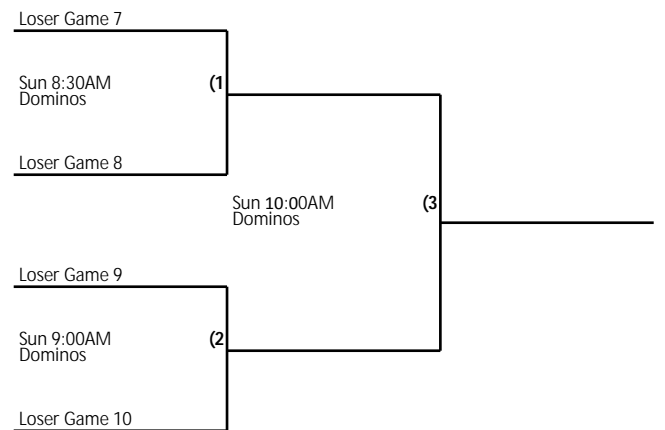 Loser Game 7
Sun 8:30AM
Dominos
(1
Loser Game 8
Sun 10:00AM
Dominos
(3
Loser Game 9
Sun 9:00AM
Dominos
(2
Loser Game 10